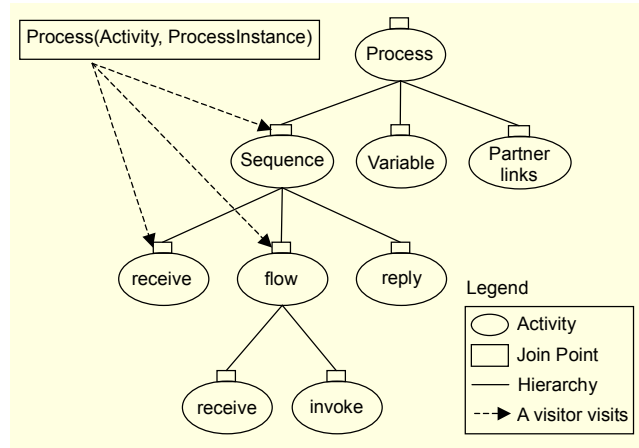 Process(Activity, ProcessInstance)
Process
Sequence
Variable
Partner
links
receive
flow
reply
receive
invoke
Legend
Activity
Join Point
Hierarchy
A visitor visits